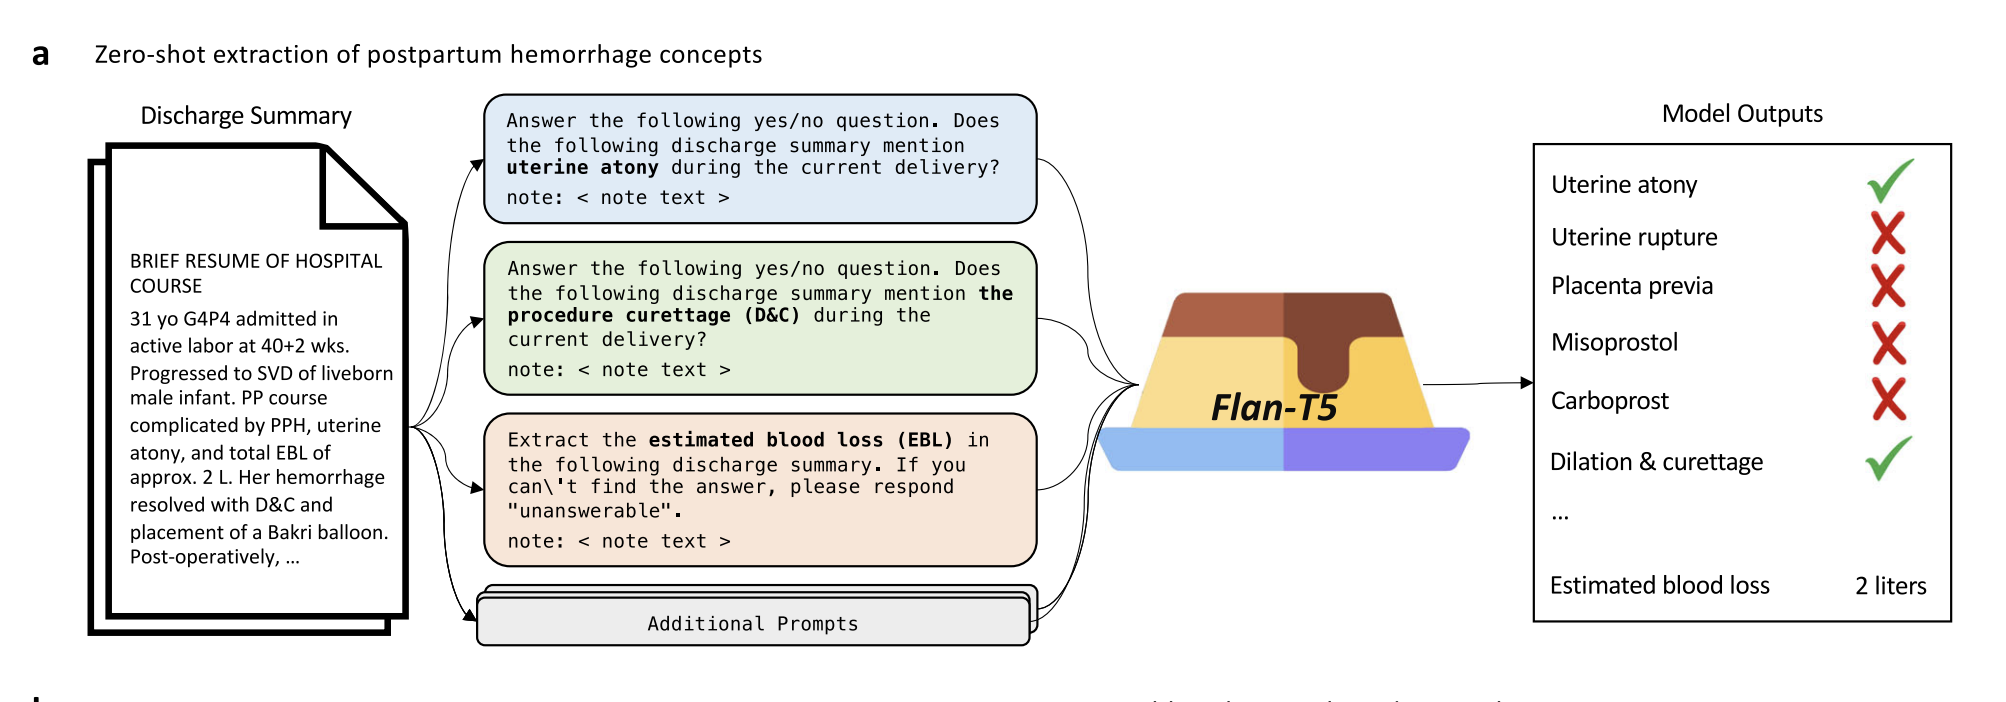 a Zero-shot extraction of postpartum hemorrhage concepts
Discharge Summary
BRIEF RESUME OF HOSPITAL
COURSE
31 yo G4P4 admitted in
active labor at 40+2 wks.
Progressed to SVD of liveborn
male infant. PP course
complicated by PPH, uterine
atony, and total EBL of
approx. 2 L. Her hemorrhage
resolved with D&C and
placement of a Bakri balloon.
Post-operatively, ...
Answer the following yes/no question. Does
the following discharge summary mention
uterine atony during the current delivery?
note: < note text >
Answer the following yes/no question. Does
the following discharge summary mention the
procedure curettage (D&C) during the
current delivery?
note: < note text >
Extract the estimated blood loss (EBL) in
the following discharge summary. If you
can\'t find the answer, please respond
"unanswerable".
note: < note text >
Additional Prompts
Flan-T5
Model Outputs
Uterine atony
Uterine rupture
Placenta previa
Misoprostol
Carboprost
Dilation & curettage
...
Estimated blood loss 2 liters